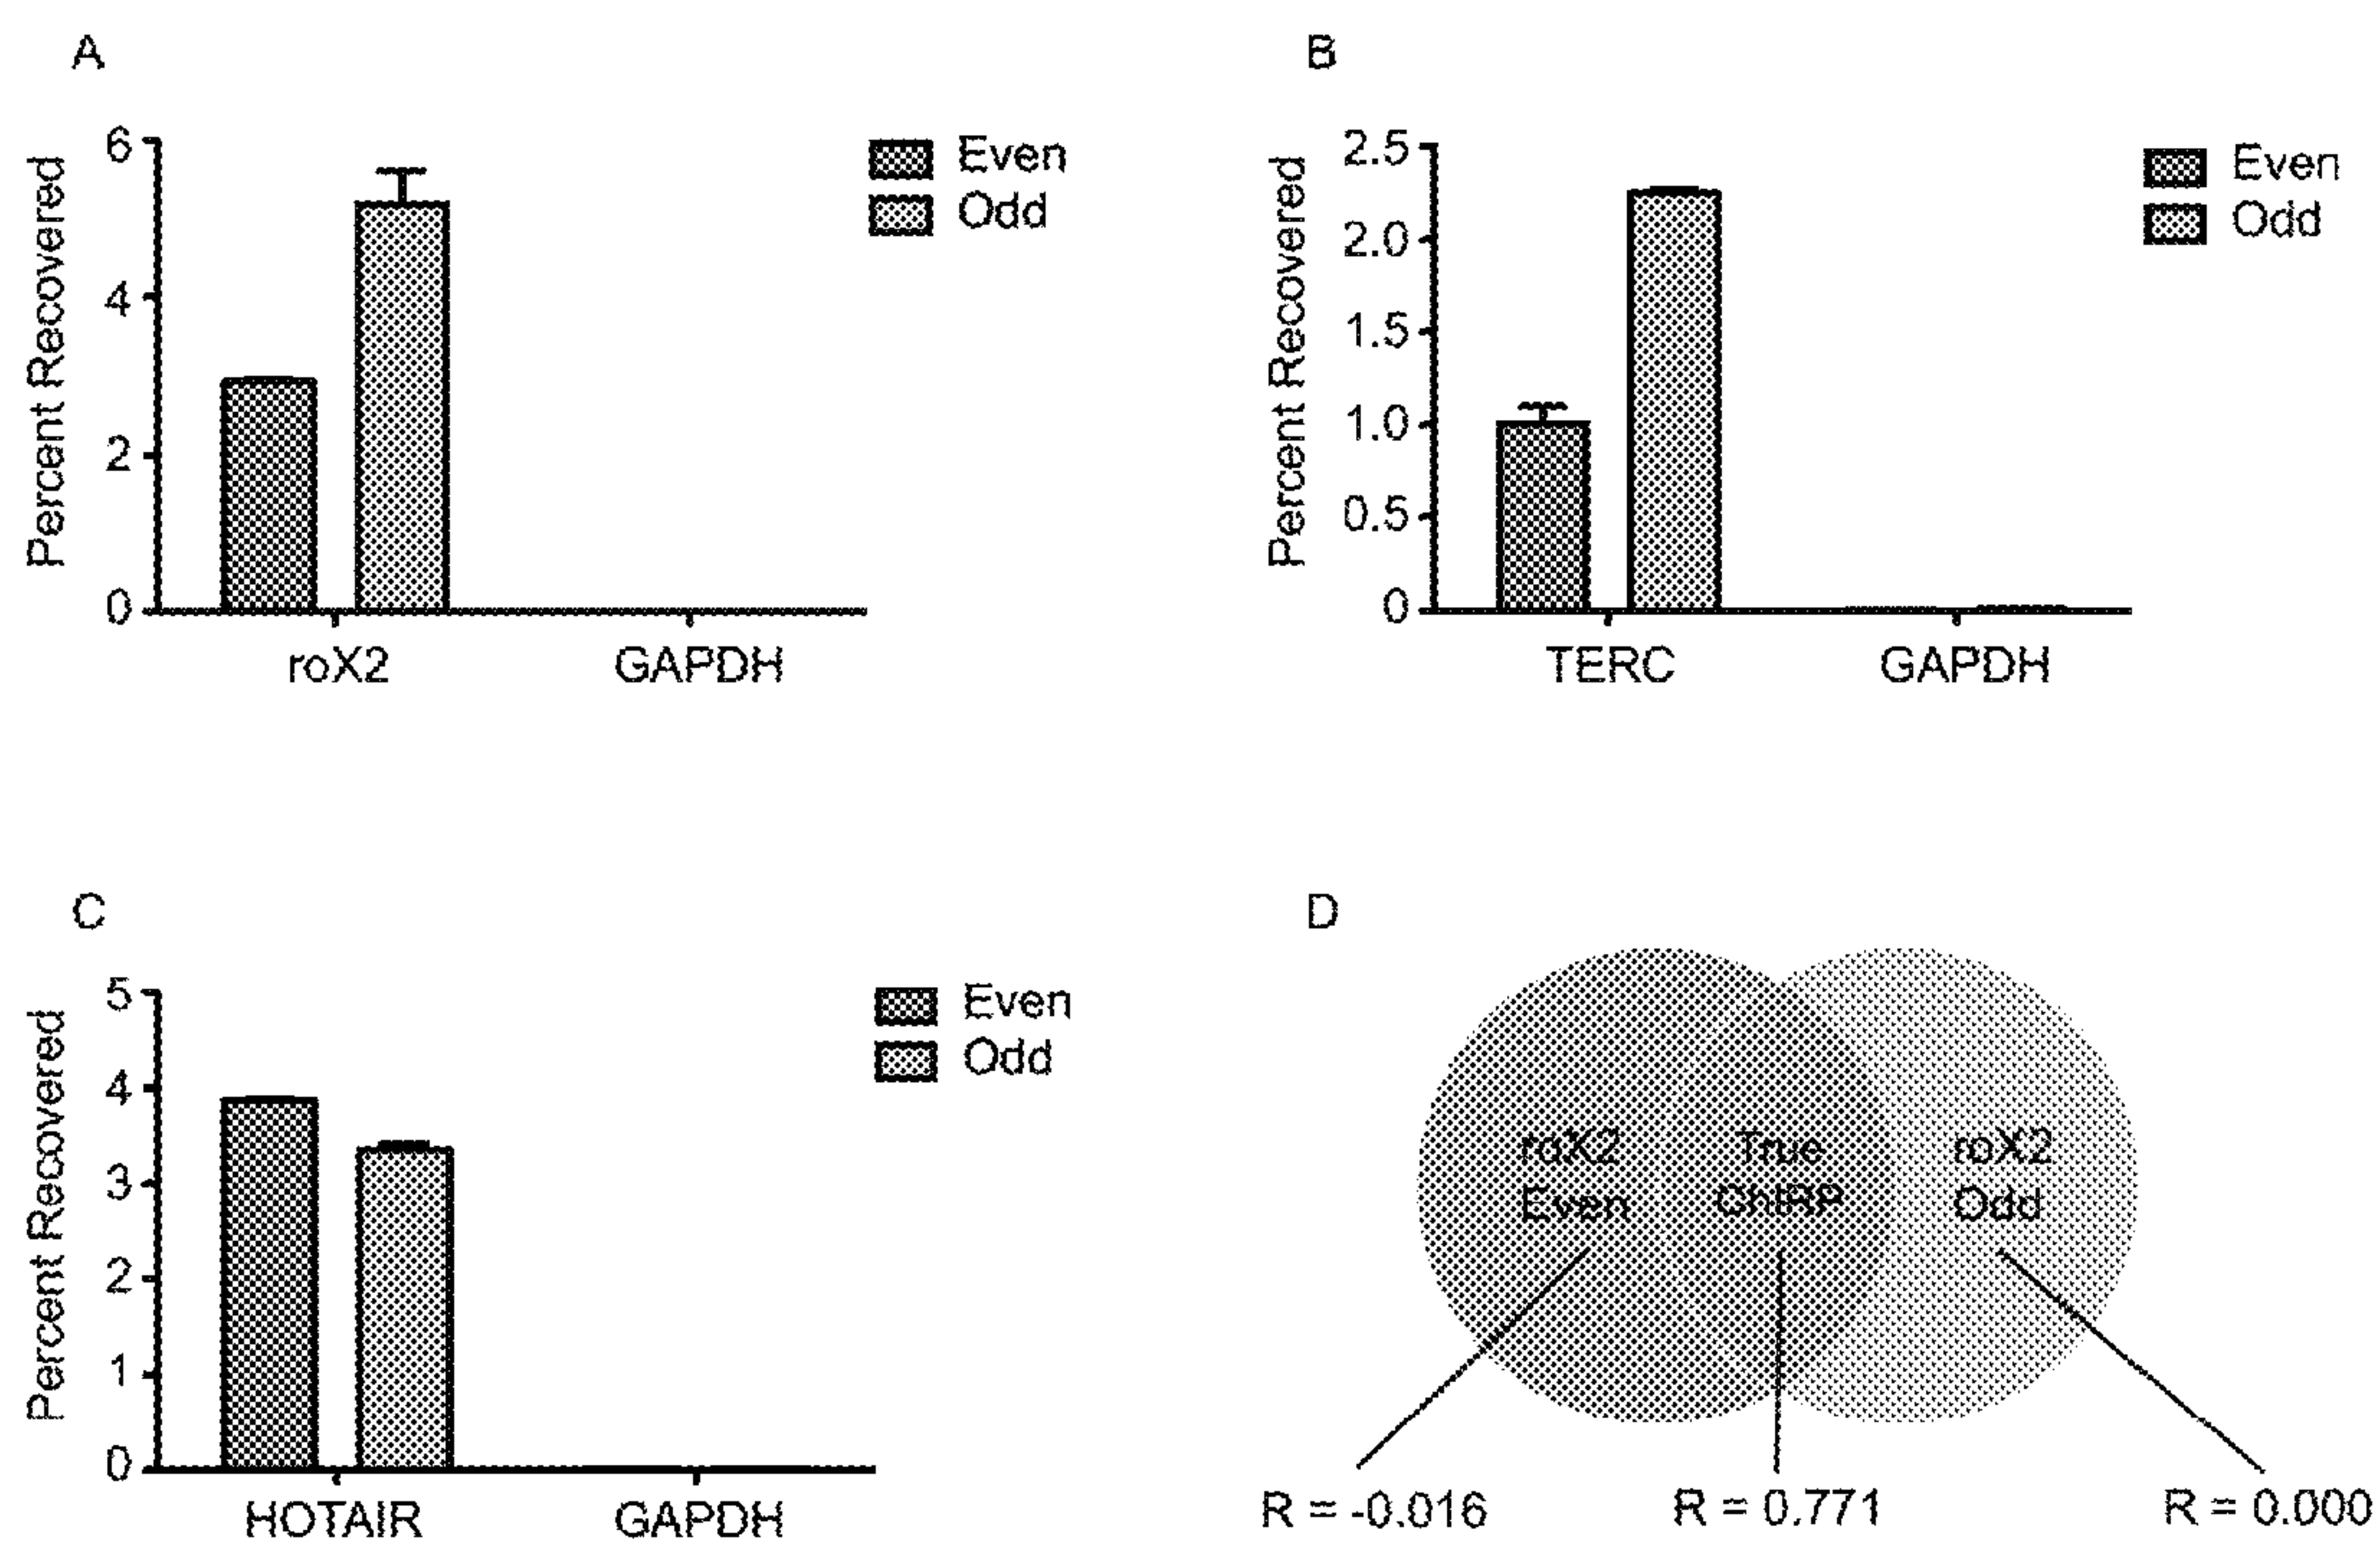 A
Percent Recovered
6
4
2
0
roX2
GAPDH
Even
Odd
B
Percent Recovered
2.5
2.0
1.5
1.0
0.5
0
TERC
GAPDH
Even
Odd
C
Percent Recovered
5
4
3
2
1
0
HOTAIR
GAPDH
Even
Odd
D
roX2
Even
True
ChIRP
roX2
Odd
R = -0.016
R = 0.771
R = 0.000